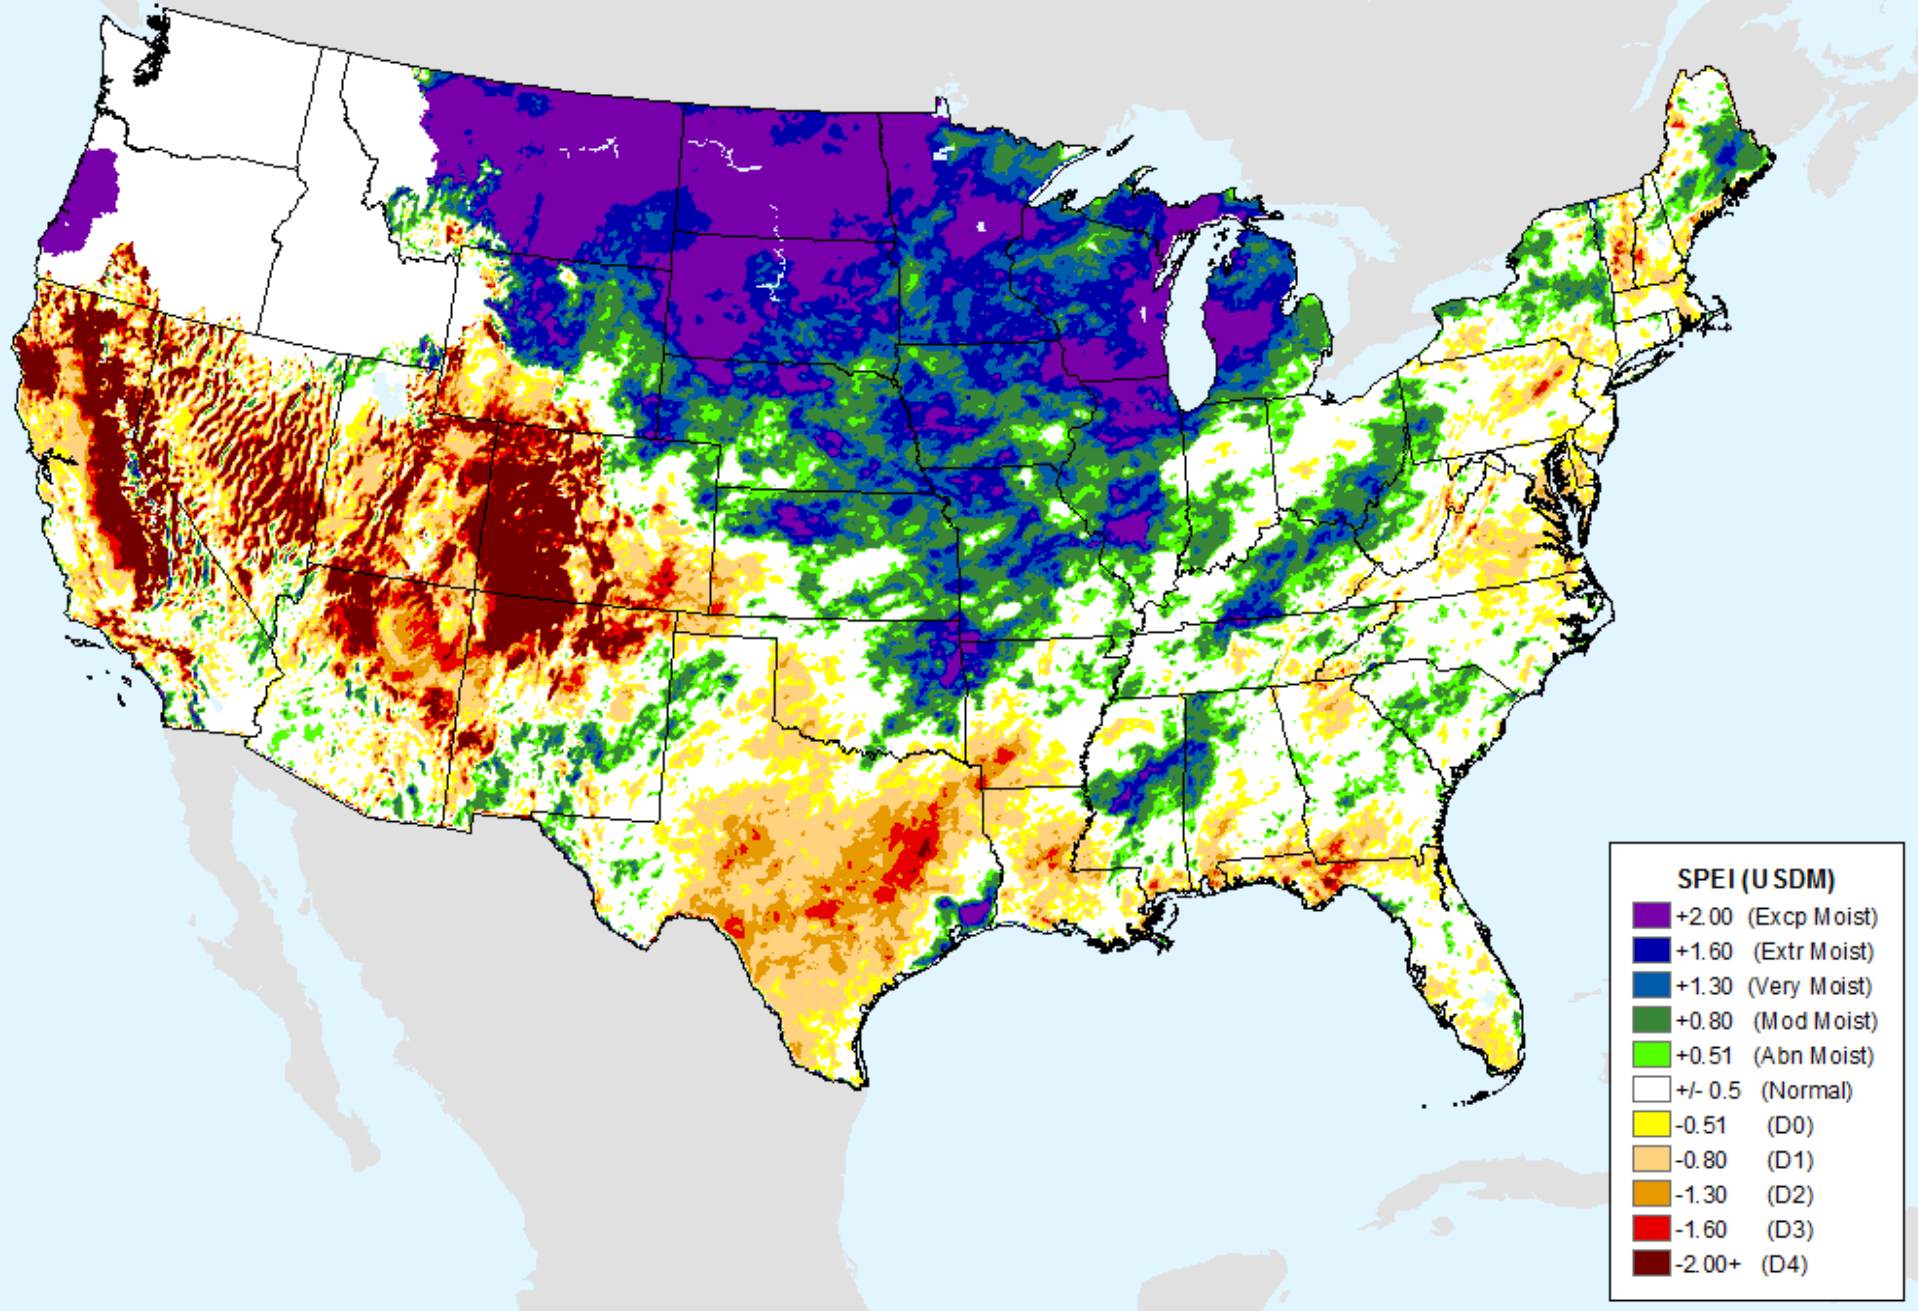 SPEI (USDM)
+2.00 (Excp Moist)
+1.60 (Extr Moist)
+1.30 (Very Moist)
+0.80 (Mod Moist)
+0.51 (Abn Moist)
+/- 0.5 (Normal)
-0.51 (D0)
-0.80 (D1)
-1.30 (D2)
-1.60 (D3)
-2.00+ (D4)